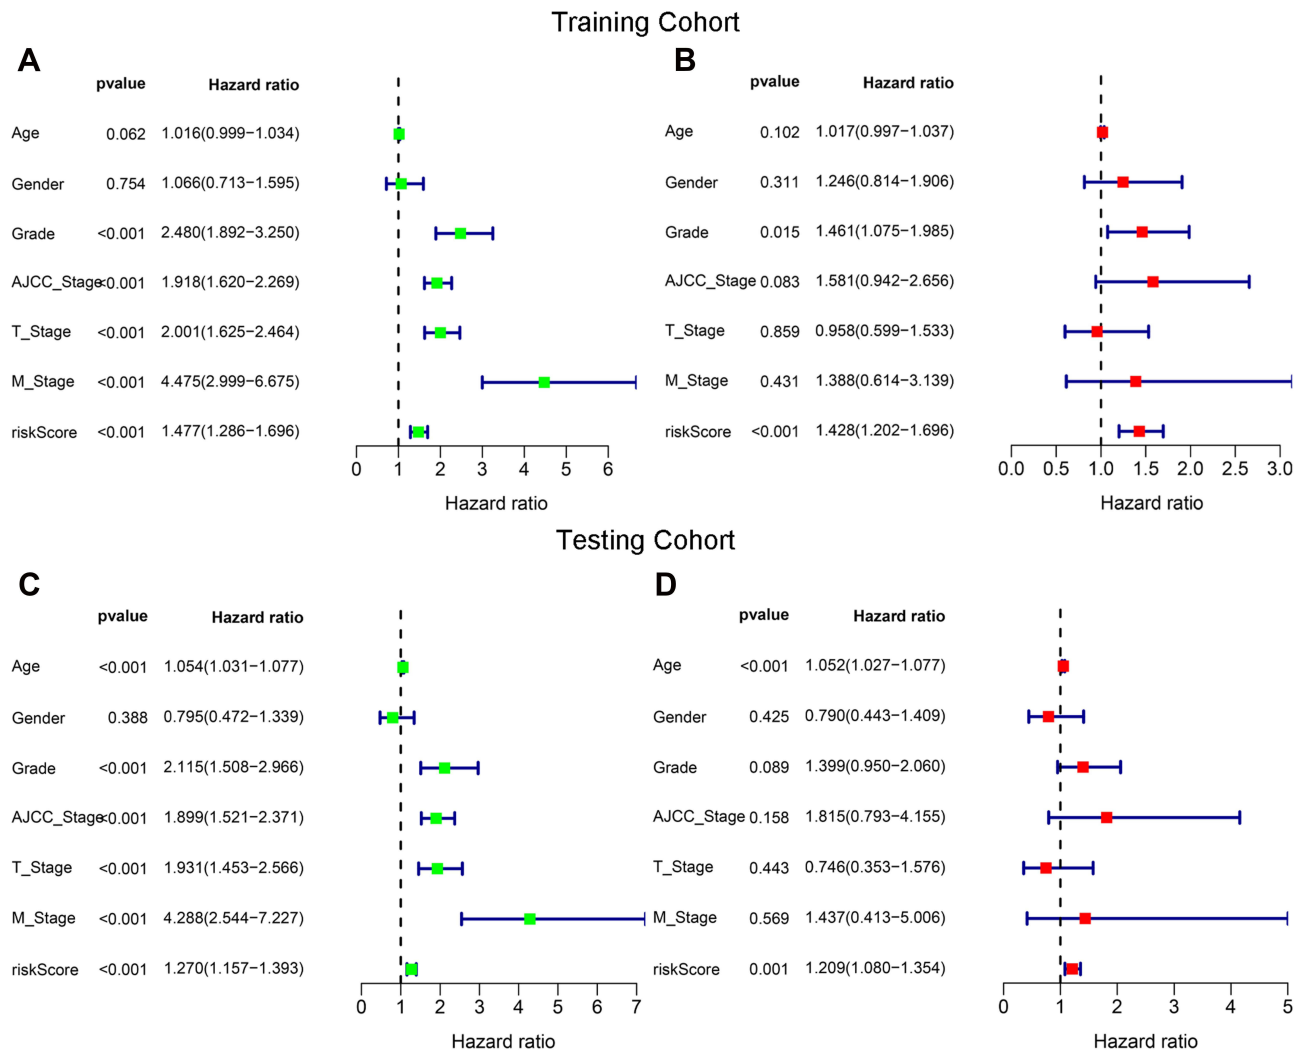 Training Cohort
A
pvalue Hazard ratio
Age 0.062 1.016(0.999−1.034)
Gender 0.754 1.066(0.713−1.595)
Grade <0.001 2.480(1.892−3.250)
AJCC_Stage <0.001 1.918(1.620−2.269)
T_Stage <0.001 2.001(1.625−2.464)
M_Stage <0.001 4.475(2.999−6.675)
riskScore <0.001 1.477(1.286−1.696)
0 1 2 3 4 5 6
Hazard ratio
B
pvalue Hazard ratio
Age 0.102 1.017(0.997−1.037)
Gender 0.311 1.246(0.814−1.906)
Grade 0.015 1.461(1.075−1.985)
AJCC_Stage 0.083 1.581(0.942−2.656)
T_Stage 0.859 0.958(0.599−1.533)
M_Stage 0.431 1.388(0.614−3.139)
riskScore <0.001 1.428(1.202−1.696)
0.0 0.5 1.0 1.5 2.0 2.5 3.0
Hazard ratio
Testing Cohort
C
pvalue Hazard ratio
Age <0.001 1.054(1.031−1.077)
Gender 0.388 0.795(0.472−1.339)
Grade <0.001 2.115(1.508−2.966)
AJCC_Stage <0.001 1.899(1.521−2.371)
T_Stage <0.001 1.931(1.453−2.566)
M_Stage <0.001 4.288(2.544−7.227)
riskScore <0.001 1.270(1.157−1.393)
0 1 2 3 4 5 6 7
Hazard ratio
D
pvalue Hazard ratio
Age <0.001 1.052(1.027−1.077)
Gender 0.425 0.790(0.443−1.409)
Grade 0.089 1.399(0.950−2.060)
AJCC_Stage 0.158 1.815(0.793−4.155)
T_Stage 0.443 0.746(0.353−1.576)
M_Stage 0.569 1.437(0.413−5.006)
riskScore 0.001 1.209(1.080−1.354)
0 1 2 3 4 5
Hazard ratio